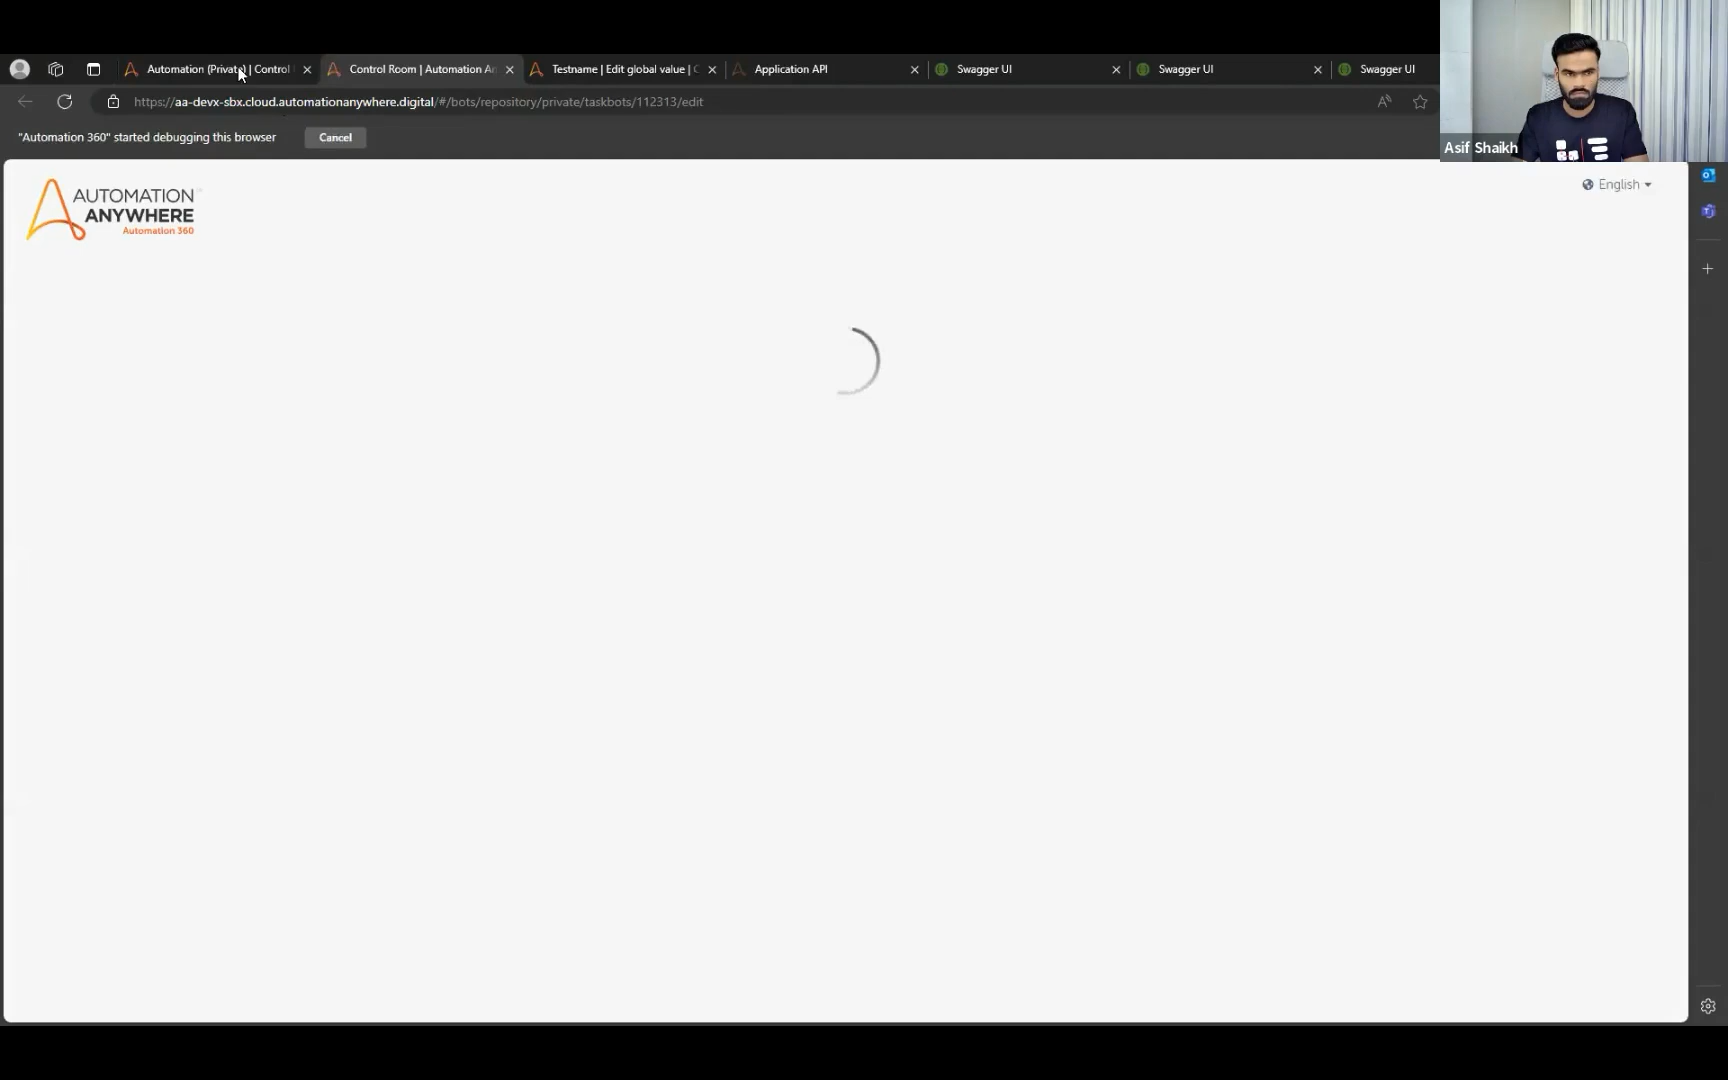 Automation (Private) | Control
Control Room | Automation An
Testname | Edit global value | C
Application API
Swagger UI
Swagger UI
Swagger UI
https://aa-devx-sbx.cloud.automationanywhere.digital/#/bots/repository/private/taskbots/112313/edit
"Automation 360" started debugging this browser
Cancel
Asif Shaikh
AUTOMATION
ANYWHERE
Automation 360
English